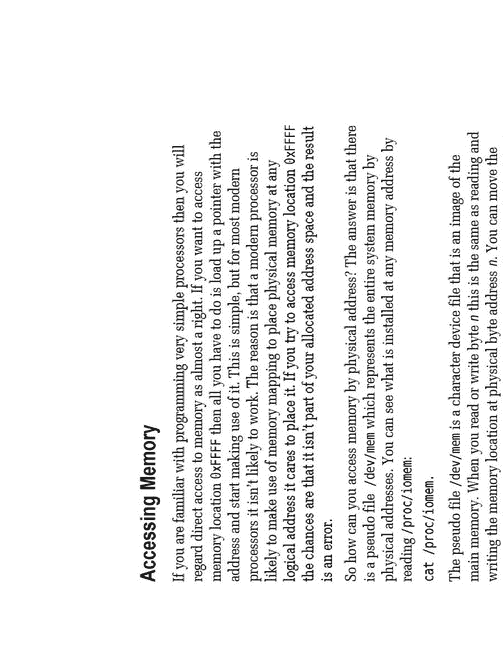 Accessing Memory
If you are familiar with programming very simple processors then you will
regard direct access to memory as almost a right. If you want to access
memory location 0xFFFF then all you have to do is load up a pointer with the
address and start making use of it. This is simple, but for most modern
processors it isn't likely to work. The reason is that a modern processor is
likely to make use of memory mapping to place physical memory at any
logical address it cares to place it. If you try to access memory location 0xFFFF
the chances are that it isn't part of your allocated address space and the result
is an error.
So how can you access memory by physical address? The answer is that there
is a pseudo file /dev/mem which represents the entire system memory by
physical addresses. You can see what is installed at any memory address by
reading /proc/iomem:
cat /proc/iomem.
The pseudo file /dev/mem is a character device file that is an image of the
main memory. When you read or write byte n this is the same as reading and
writing the memory location at physical byte address n. You can move the